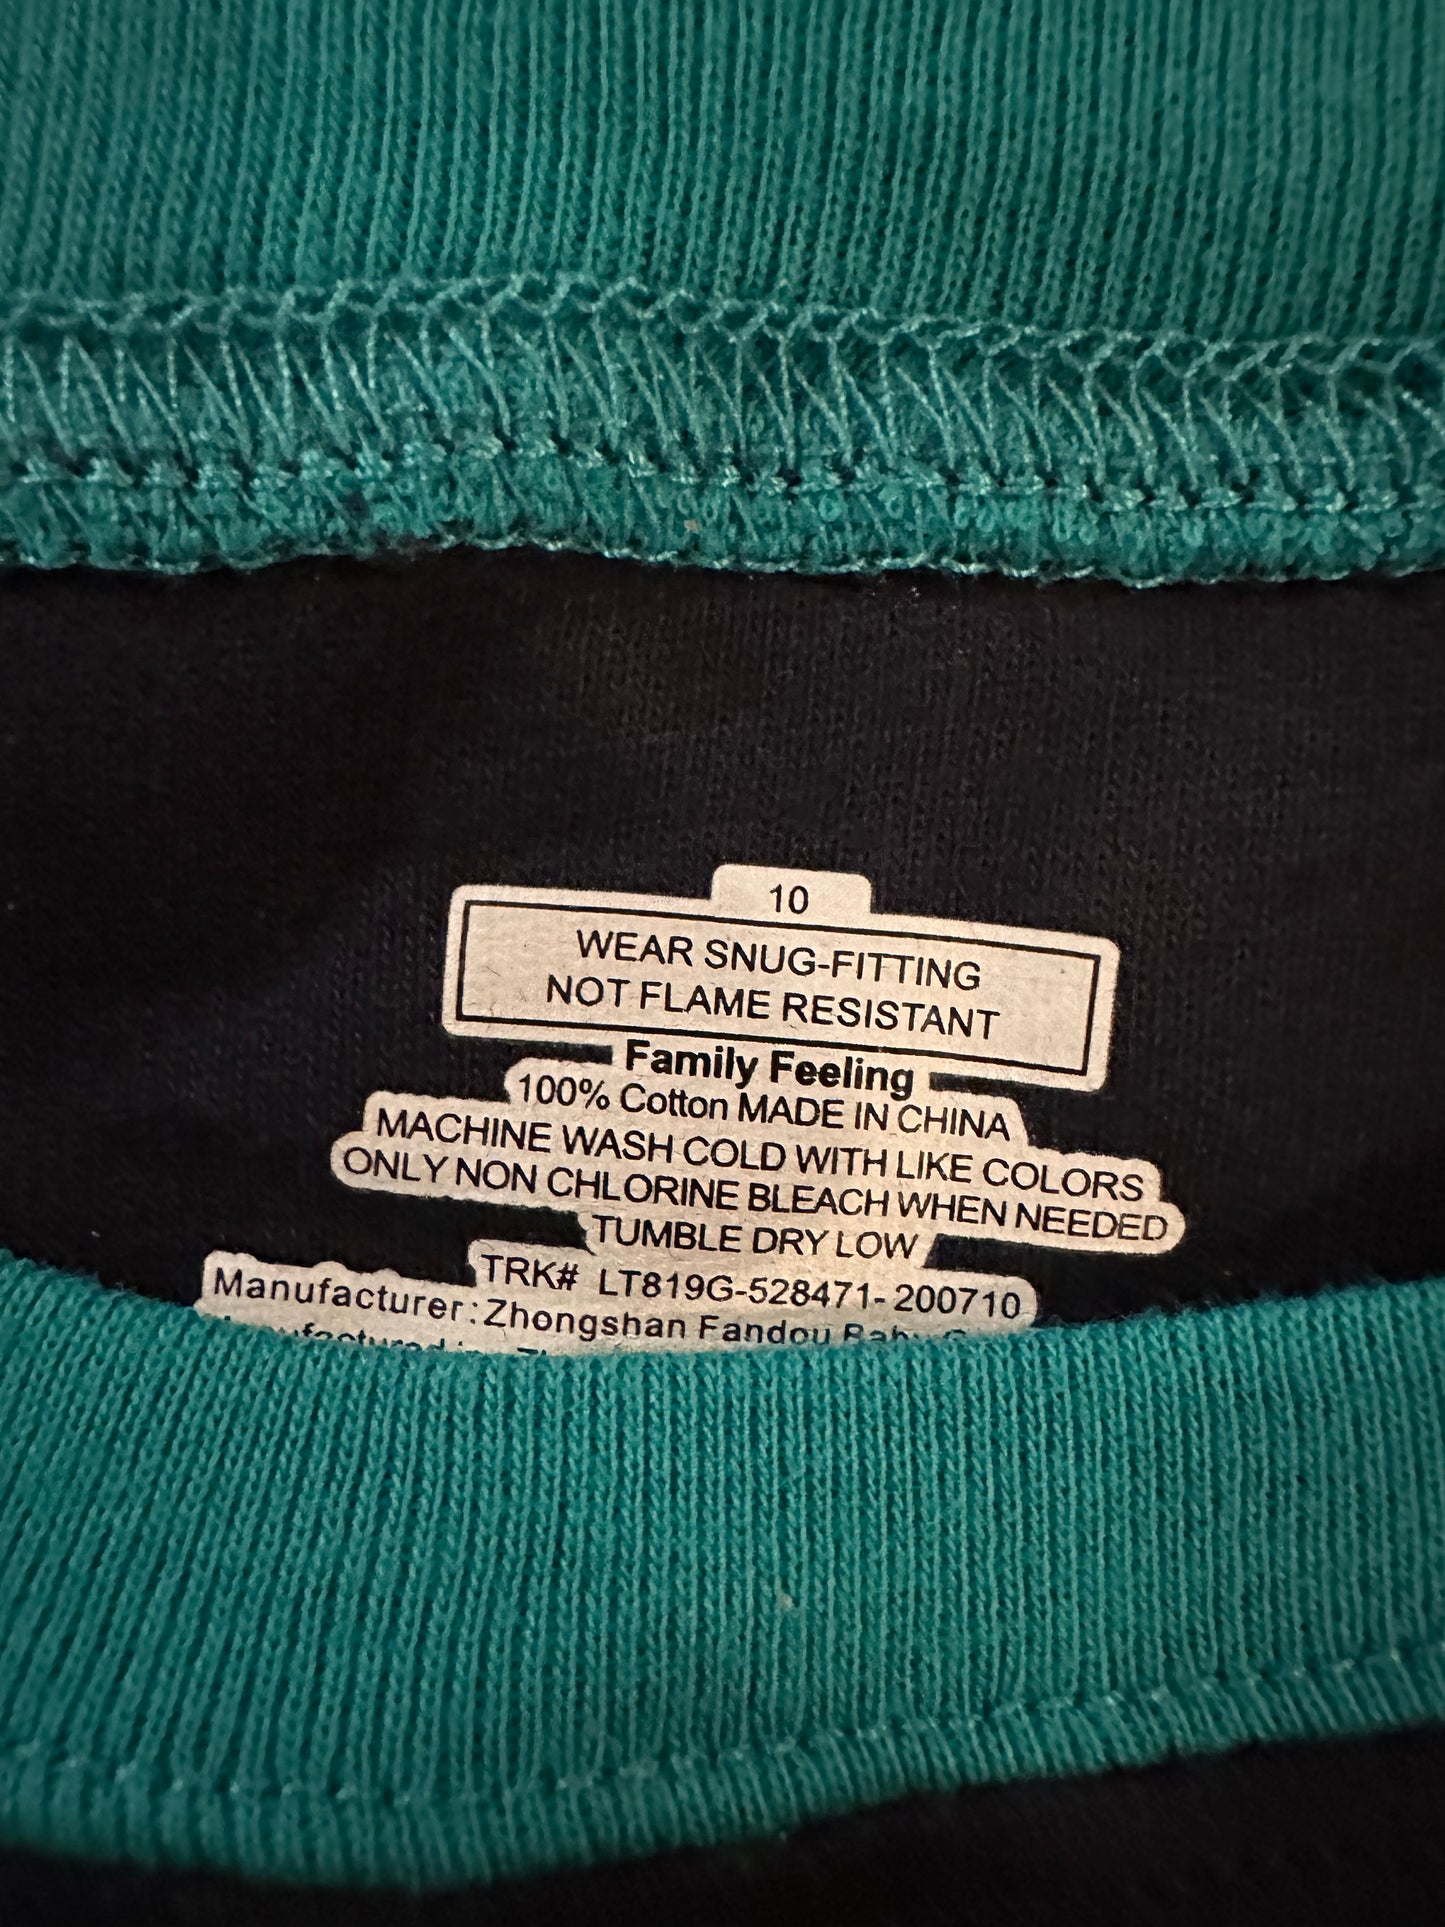 10
WEAR SNUG-FITTING
NOT FLAME RESISTANT
Family Feeling
100% Cotton MADE IN CHINA
MACHINE WASH COLD WITH LIKE COLORS
ONLY NON CHLORINE BLEACH WHEN NEEDED
TUMBLE DRY LOW
TRK# LT819G-528471-200710
Manufacturer:Zhongshan Fandou